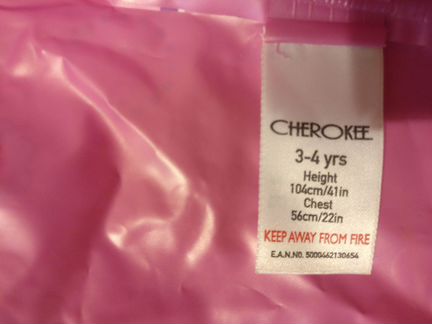 CHEROKEE
3-4 yrs
Height
104cm/41in
Chest
56cm/22in
KEEP AWAY FROM FIRE
E.A.N.NO. 5000462130654